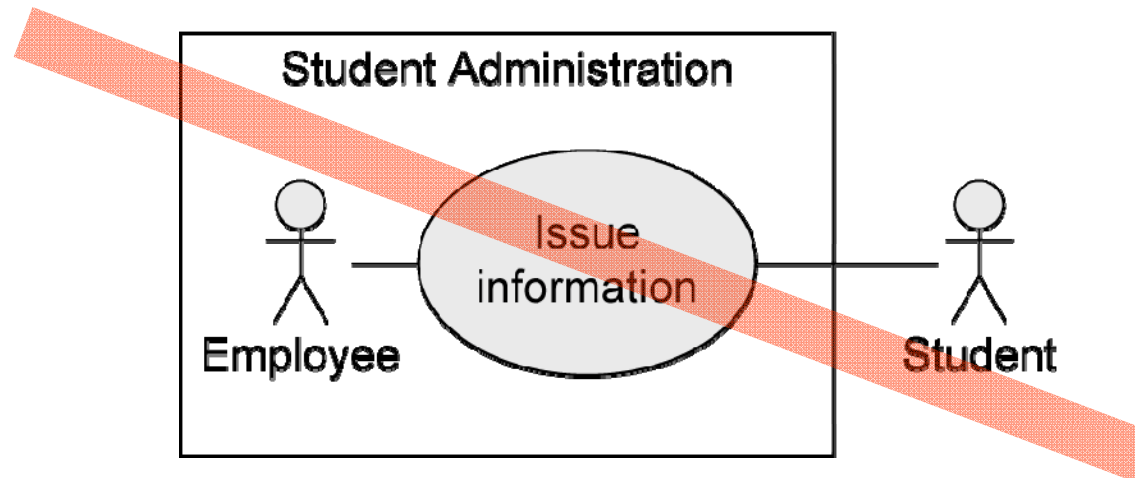 Student Administration
Issue
information
Employee
Student